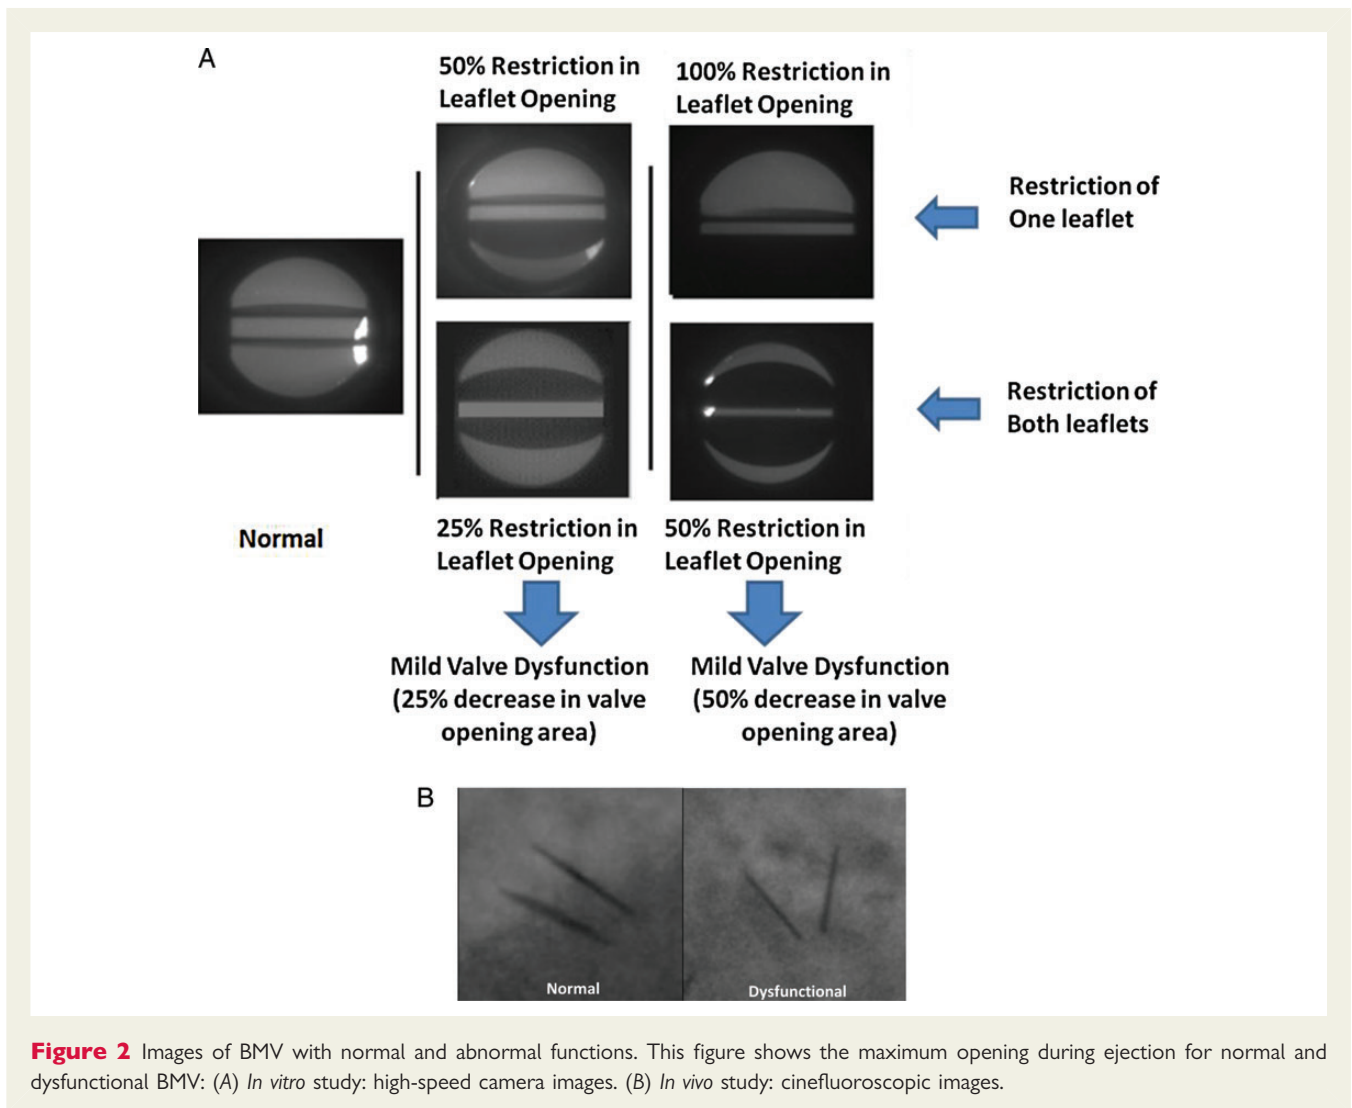 A
50% Restriction in
Leaflet Opening
100% Restriction in
Leaflet Opening
Restriction of
One leaflet
Restriction of
Both leaflets
Normal
25% Restriction in
Leaflet Opening
50% Restriction in
Leaflet Opening
Mild Valve Dysfunction
(25% decrease in valve
opening area)
Mild Valve Dysfunction
(50% decrease in valve
opening area)
B
Normal
Dysfunctional
Figure 2 Images of BMV with normal and abnormal functions. This figure shows the maximum opening during ejection for normal and
dysfunctional BMV: (A) In vitro study: high-speed camera images. (B) In vivo study: cinefluoroscopic images.